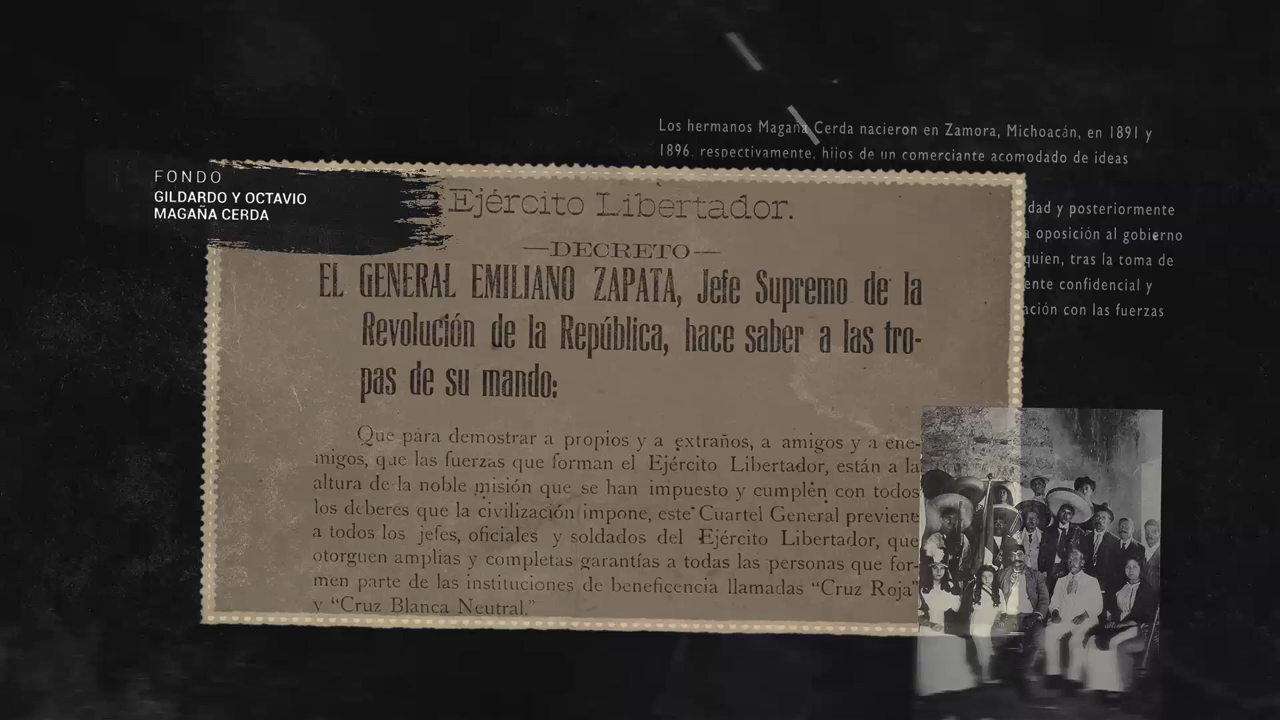 FONDO
GILDARDO Y OCTAVIO
MAGAÑA CERDA
Los hermanos Magaña Cerda nacieron en Zamora, Michoacán, en 1891 y
1896, respectivamente, hijos de un comerciante acomodado de ideas
dad y posteriormente
oposición al gobierno
quien, tras la toma de
ente confidencial y
ación con las fuerzas
Ejército Libertador.
—DECRETO—
EL GENERAL EMILIANO ZAPATA, Jefe Supremo de la
Revolución de la República, hace saber a las tro-
pas de su mando:
Que para demostrar a propios y a extraños, a amigos y a ene-
migos, que las fuerzas que forman el Ejército Libertador, están a la
altura de la noble misión que se han impuesto y cumplen con todos
los deberes que la civilización impone, este Cuartel General previene
a todos los jefes, oficiales y soldados del Ejército Libertador, que
otorguen amplias y completas garantías a todas las personas que for-
men parte de las instituciones de beneficencia llamadas “Cruz Roja”
y “Cruz Blanca Neutral.”